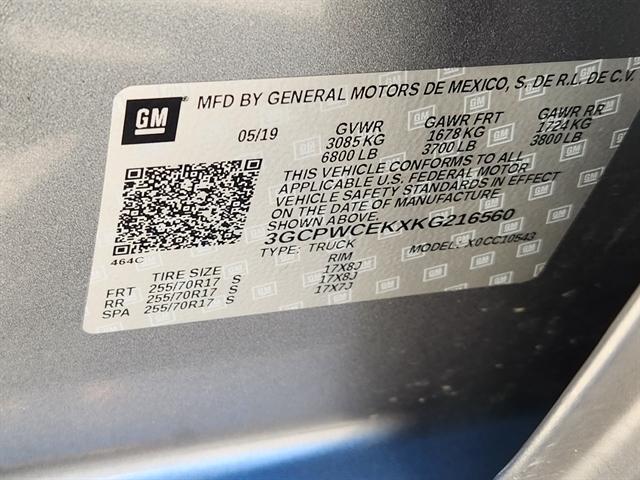 GM
MFD BY GENERAL MOTORS DE MEXICO, S. DE R.L. DE C.V.
05/19 GVWR GAWR FRT GAWR RR
3085 KG 1678 KG 1724 KG
6800 LB 3700 LB 3800 LB
THIS VEHICLE CONFORMS TO ALL
APPLICABLE U.S. FEDERAL MOTOR
VEHICLE SAFETY STANDARDS IN EFFECT
ON THE DATE OF MANUFACTURE SHOWN ABOVE.
3GCPWCEKXKG216560
464C
TYPE: TRUCK MODEL: X0CC10543
TIRE SIZE RIM
FRT 255/70R17 S 17X8J
RR 255/70R17 S 17X8J
SPA 255/70R17 S 17X7J